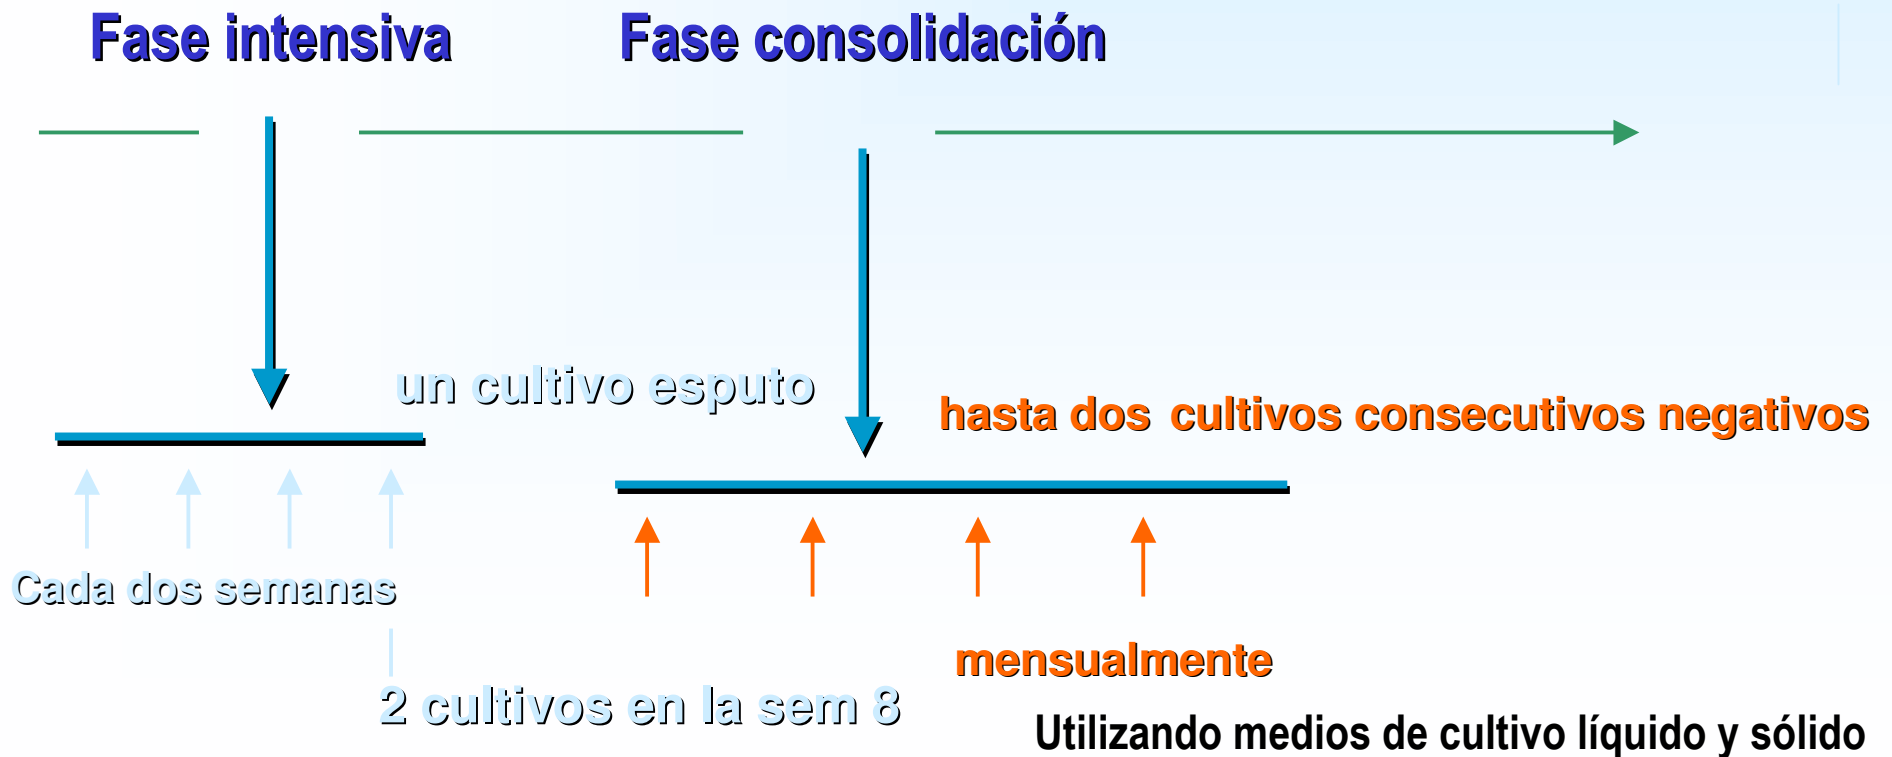 Fase intensiva
Fase consolidación
un cultivo esputo
hasta dos cultivos consecutivos negativos
Cada dos semanas
mensualmente
2 cultivos en la sem 8
Utilizando medios de cultivo líquido y sólido